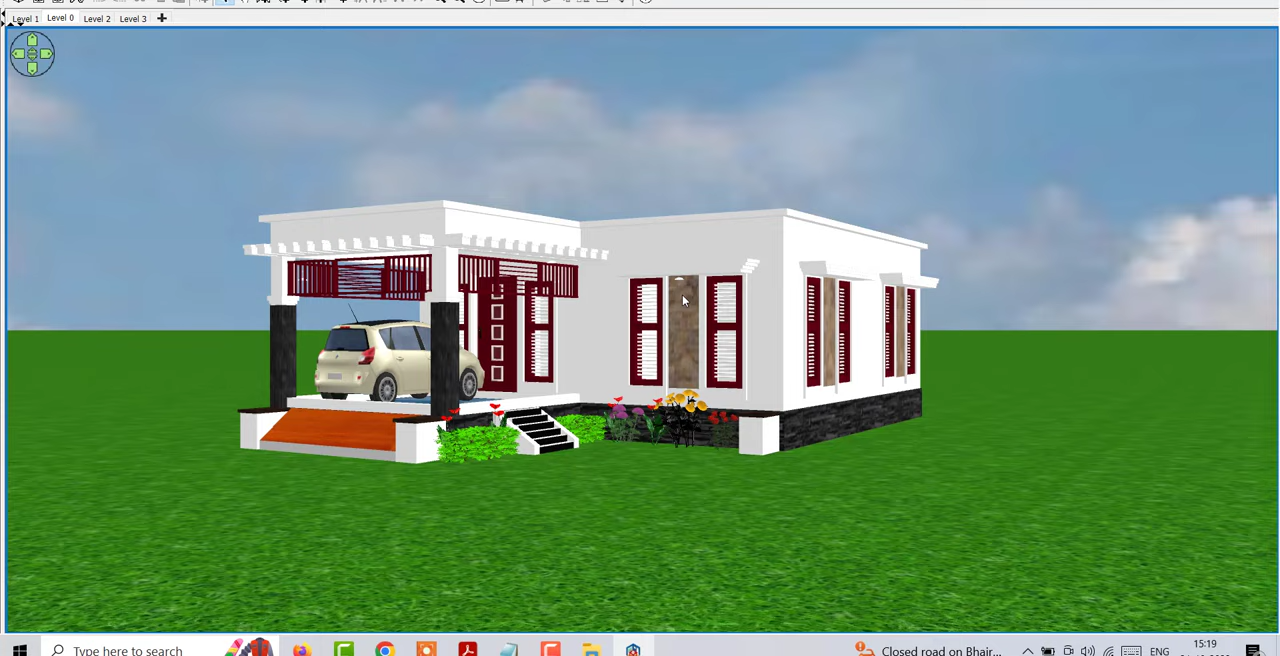 Level 1 Level 0 Level 2 Level 3
Type here to search
Closed road on Bhair... ENG
15:19